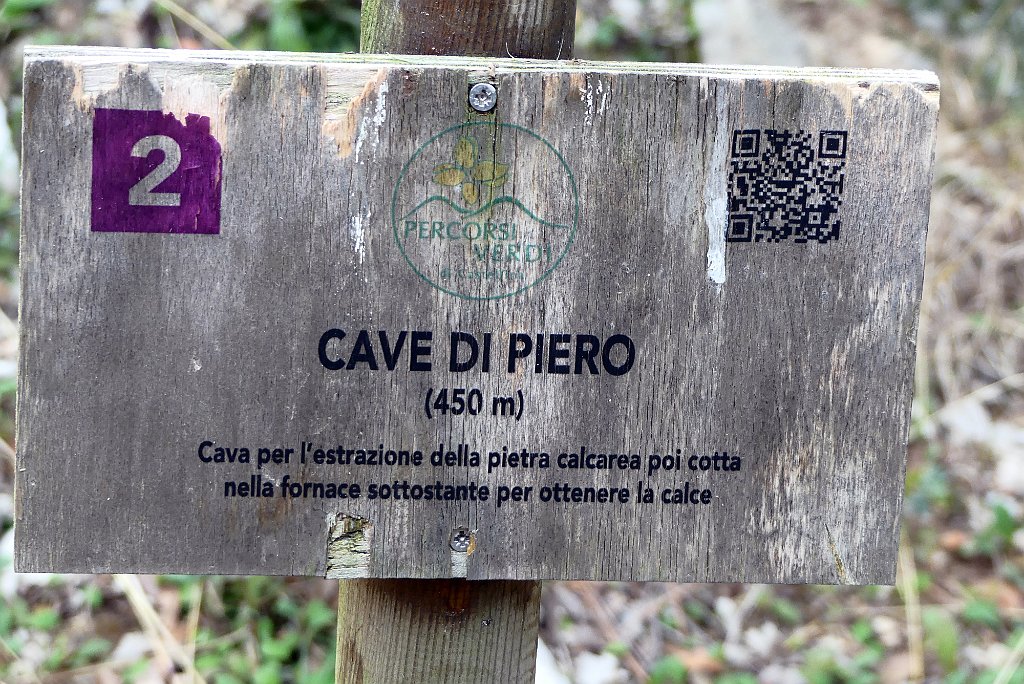 2
PERCORSI
VERDI
CAVE DI PIERO
(450 m)
Cava per l'estrazione della pietra calcarea poi cotta
nella fornace sottostante per ottenere la calce